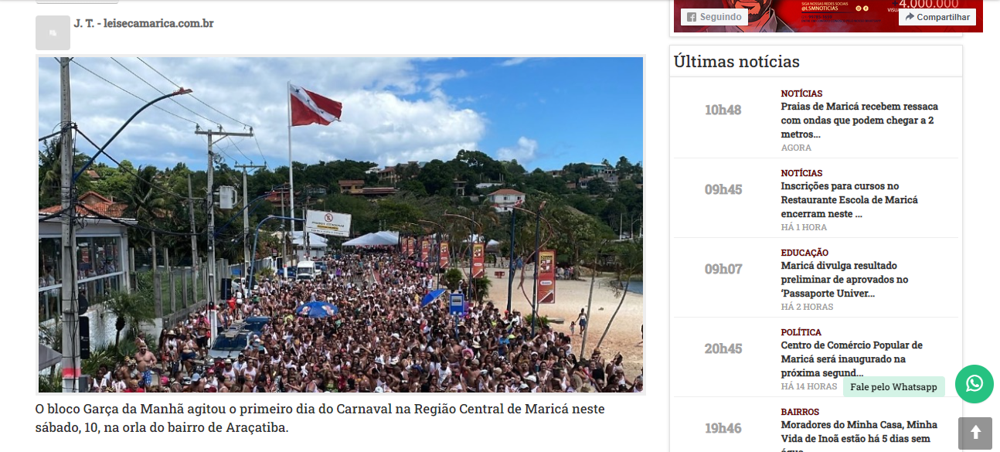 J. T. - leisecamarica.com.br
O bloco Garça da Manhã agitou o primeiro dia do Carnaval na Região Central de Maricá neste
sábado, 10, na orla do bairro de Araçatiba.
SIGA NOSSAS REDES SOCIAIS
@LSMNOTICIAS
4.000.000
Seguindo
Compartilhar
Últimas notícias
10h48
NOTÍCIAS
Praias de Maricá recebem ressaca
com ondas que podem chegar a 2
metros...
AGORA
09h45
NOTÍCIAS
Inscrições para cursos no
Restaurante Escola de Maricá
encerram neste ...
HÁ 1 HORA
09h07
EDUCAÇÃO
Maricá divulga resultado
preliminar de aprovados no
‘Passaporte Univer...
HÁ 2 HORAS
20h45
POLÍTICA
Centro de Comércio Popular de
Maricá será inaugurado na
próxima segund...
HÁ 14 HORAS
Fale pelo Whatsapp
19h46
BAIRROS
Moradores do Minha Casa, Minha
Vida de Inoã estão há 5 dias sem